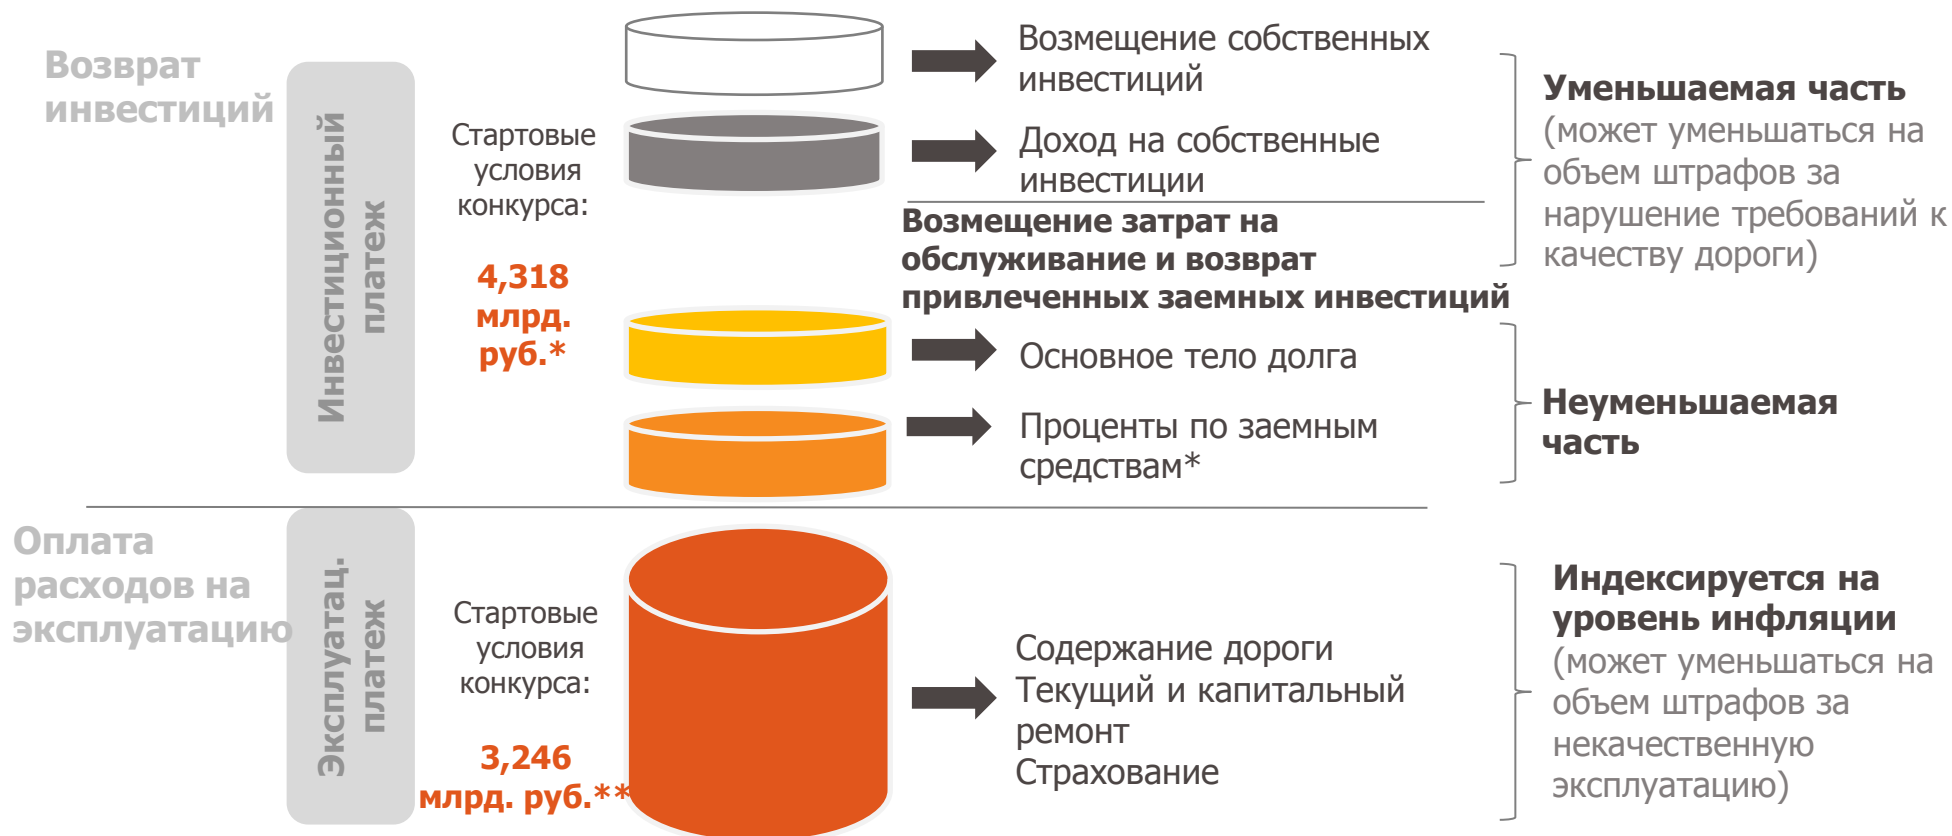 Возврат
инвестиций
Инвестиционный
платеж
Стартовые
условия
конкурса:
4,318
млрд.
руб.*
Возмещение собственных
инвестиций
Доход на собственные
инвестиции
Возмещение затрат на
обслуживание и возврат
привлеченных заемных инвестиций
Основное тело долга
Проценты по заемным
средствам*
Уменьшаемая часть
(может уменьшаться на
объем штрафов за
нарушение требований к
качеству дороги)
Неуменьшаемая
часть
Оплата
расходов на
эксплуатацию
Эксплуатац.
платеж
Стартовые
условия
конкурса:
3,246
млрд. руб.**
Содержание дороги
Текущий и капитальный
ремонт
Страхование
Индексируется на
уровень инфляции
(может уменьшаться на
объем штрафов за
некачественную
эксплуатацию)